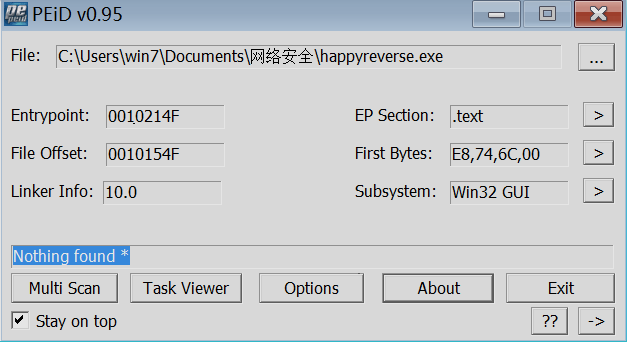 PEiD v0.95
File: C:\Users\win7\Documents\网络安全\happyreverse.exe ...
Entrypoint: 0010214F EP Section: .text >
File Offset: 0010154F First Bytes: E8,74,6C,00 >
Linker Info: 10.0 Subsystem: Win32 GUI >
Nothing found *
Multi Scan Task Viewer Options About Exit
Stay on top ?? ->